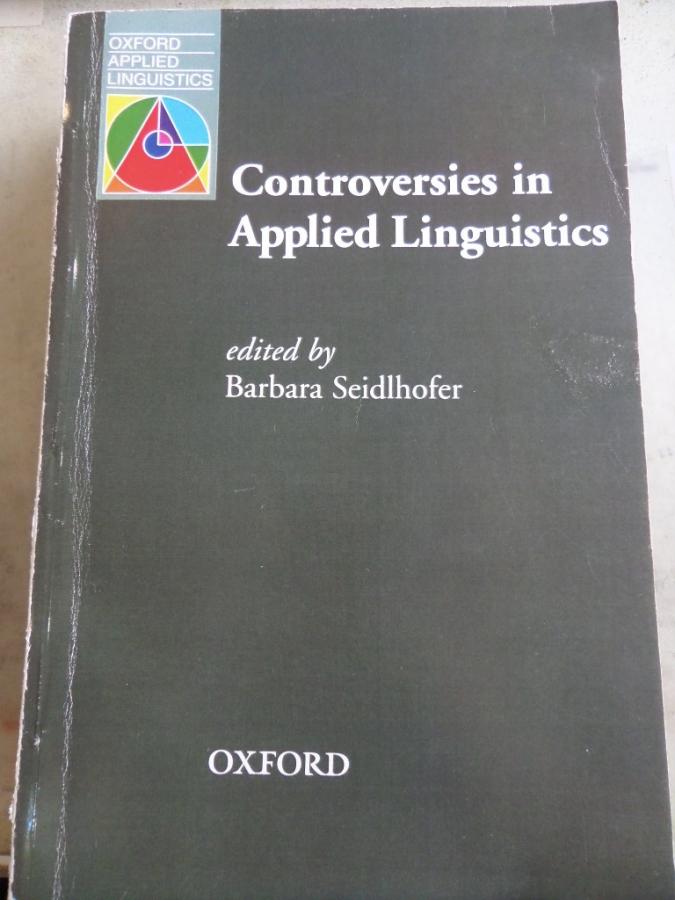 OXFORD
APPLIED
LINGUISTICS
Controversies in
Applied Linguistics
edited by
Barbara Seidlhofer
OXFORD